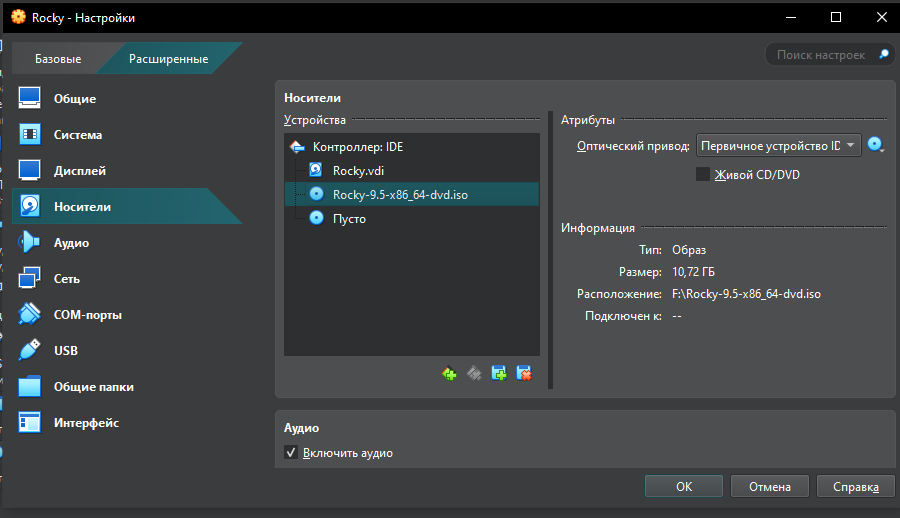 Rocky - Настройки
Базовые
Расширенные
Поиск настроек
Общие
Система
Дисплей
Носители
Аудио
Сеть
COM-порты
USB
Общие папки
Интерфейс
Носители
Устройства
Контроллер: IDE
Rocky.vdi
Rocky-9.5-x86_64-dvd.iso
Пусто
Атрибуты
Оптический привод: Первичное устройство ID
Живой CD/DVD
Информация
Тип: Образ
Размер: 10,72 ГБ
Расположение: F:\Rocky-9.5-x86_64-dvd.iso
Подключен к: --
Аудио
Включить аудио
OK
Отмена
Справка